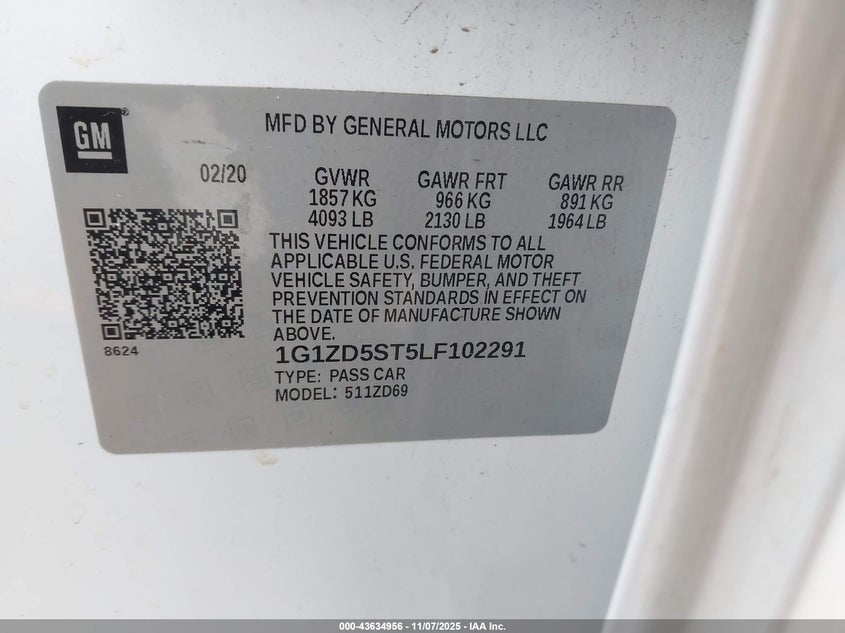 GM®
MFD BY GENERAL MOTORS LLC
02/20
GVWR GAWR FRT GAWR RR
1857 KG 966 KG 891 KG
4093 LB 2130 LB 1964 LB
THIS VEHICLE CONFORMS TO ALL
APPLICABLE U.S. FEDERAL MOTOR
VEHICLE SAFETY, BUMPER, AND THEFT
PREVENTION STANDARDS IN EFFECT ON
THE DATE OF MANUFACTURE SHOWN
ABOVE.
8624
1G1ZD5ST5LF102291
TYPE: PASS CAR
MODEL: 511ZD69
000-43634956 - 11/07/2025 - IAA Inc.